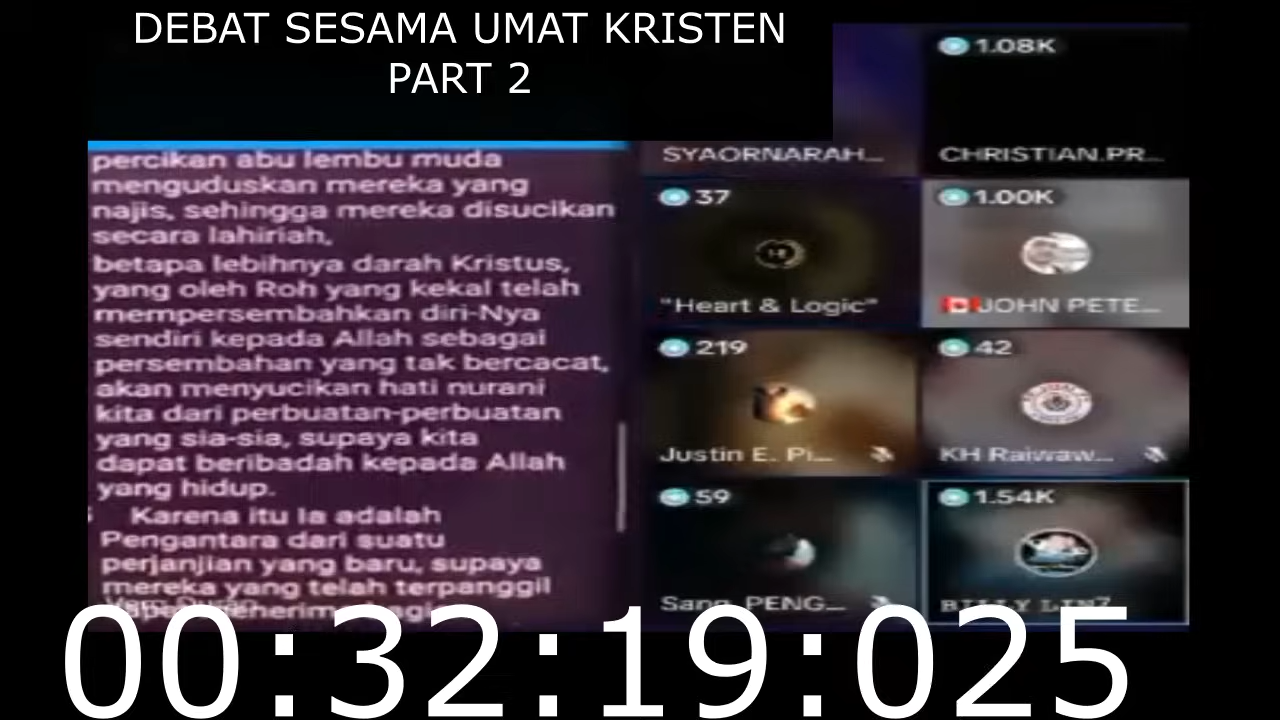 DEBAT SESAMA UMAT KRISTEN
PART 2
percikan abu lembu muda
menguduskan mereka yang
najis, sehingga mereka disucikan
secara lahiriah,
betapa lebihnya darah Kristus,
yang oleh Roh yang kekal telah
mempersembahkan diri-Nya
sendiri kepada Allah sebagai
persembahan yang tak bercacat,
akan menyucikan hati nurani
kita dari perbuatan-perbuatan
yang sia-sia, supaya kita
dapat beribadah kepada Allah
yang hidup.
Karena itu Ia adalah
Pengantara dari suatu
perjanjian yang baru, supaya
mereka yang telah terpanggil
1.08K
SYAORNARAH...
CHRISTIAN.PR...
37
"Heart & Logic"
1.00K
JOHN PETE...
219
Justin E. Pi...
42
KH Raiwaw...
59
Sang_PENG...
1.54K
BILLY LINZ
00:32:19:025